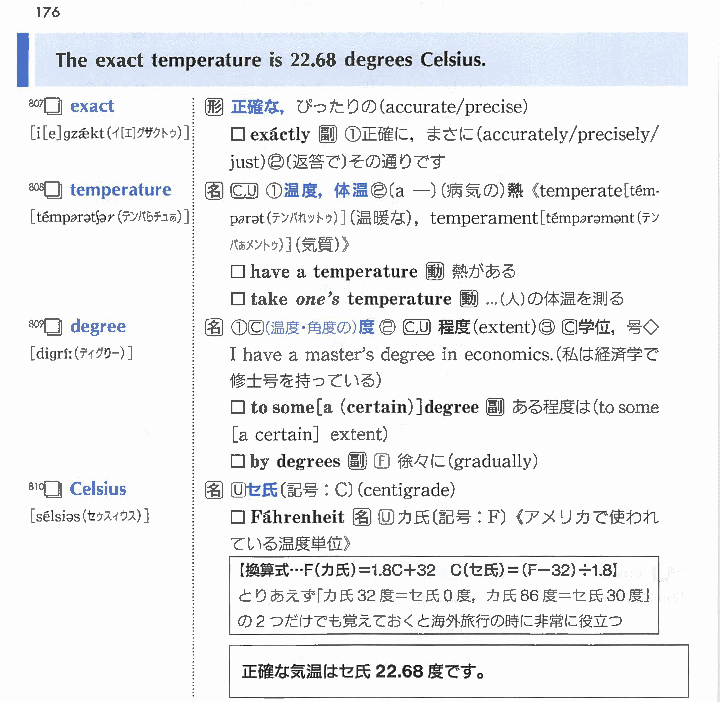 176
The exact temperature is 22.68 degrees Celsius.
807 □ exact
[i[e]gzǽkt(イ[エ]グザクトゥ)]
形 正確な，ぴったりの(accurate/precise)
□ exáctly 副 ①正確に，まさに(accurately/precisely/
just)②(返答で)その通りです
808 □ temperature
[témpərətʃər(テンパらチュあ)]
名 C,U ①温度，体温②(a ―)(病気の)熱《temperate[tém-
pərət(テンパれットゥ)](温暖な)，temperament[témpərəmənt(テン
パあメントゥ)](気質)》
□ have a temperature 動 熱がある
□ take one's temperature 動 …(人)の体温を測る
809 □ degree
[digríː(ディグリー)]
名 ①C(温度・角度の)度② C,U 程度(extent)③ C学位，号◇
I have a master's degree in economics.(私は経済学で
修士号を持っている)
□ to some[a (certain)]degree 副 ある程度は(to some
[a certain] extent)
□ by degrees 副 F 徐々に(gradually)
810 □ Celsius
[sélsiəs(セゥスィウス)]
名 Uセ氏(記号：C)(centigrade)
□ Fáhrenheit 名 Uカ氏(記号：F)《アメリカで使われ
ている温度単位》
【換算式…F(カ氏)=1.8C+32 C(セ氏)=(F−32)÷1.8】
とりあえず「カ氏32度=セ氏0度，カ氏86度=セ氏30度」
の2つだけでも覚えておくと海外旅行の時に非常に役立つ
正確な気温はセ氏 22.68 度です。